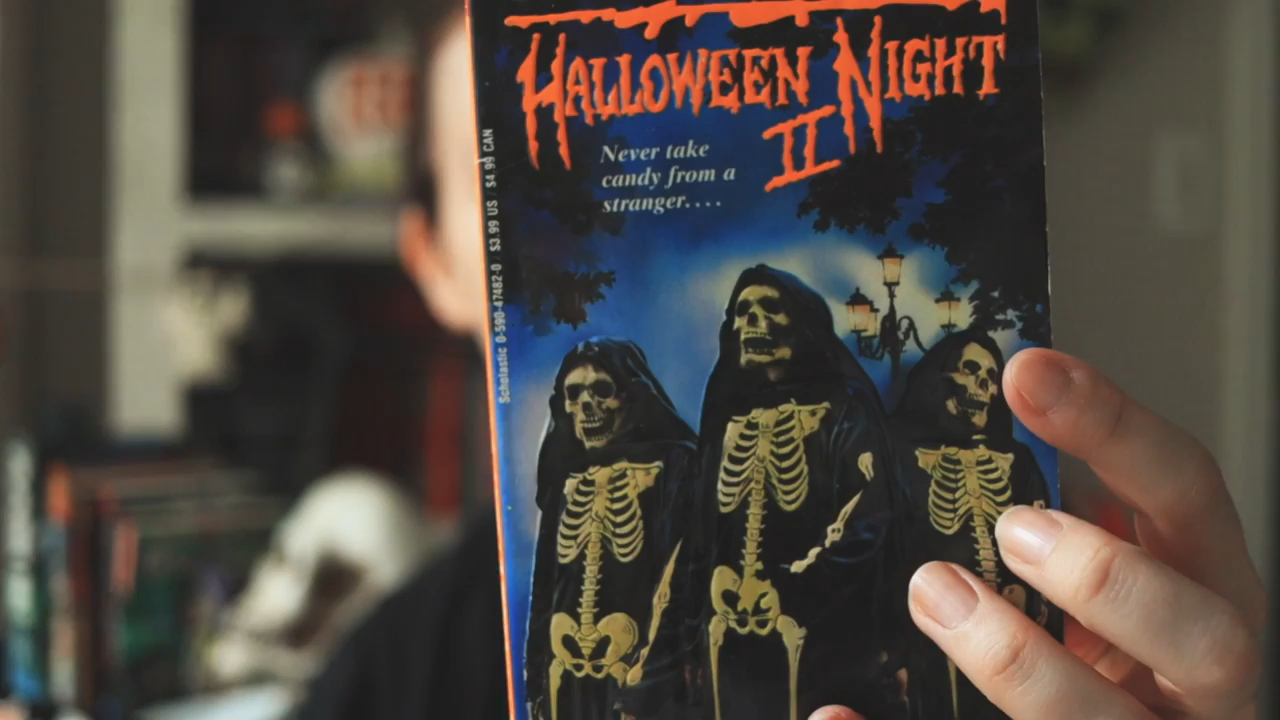 HALLOWEEN NIGHT
II
Never take
candy from a
stranger....
Scholastic 0-590-47482-0 / $3.99 US / $4.99 CAN